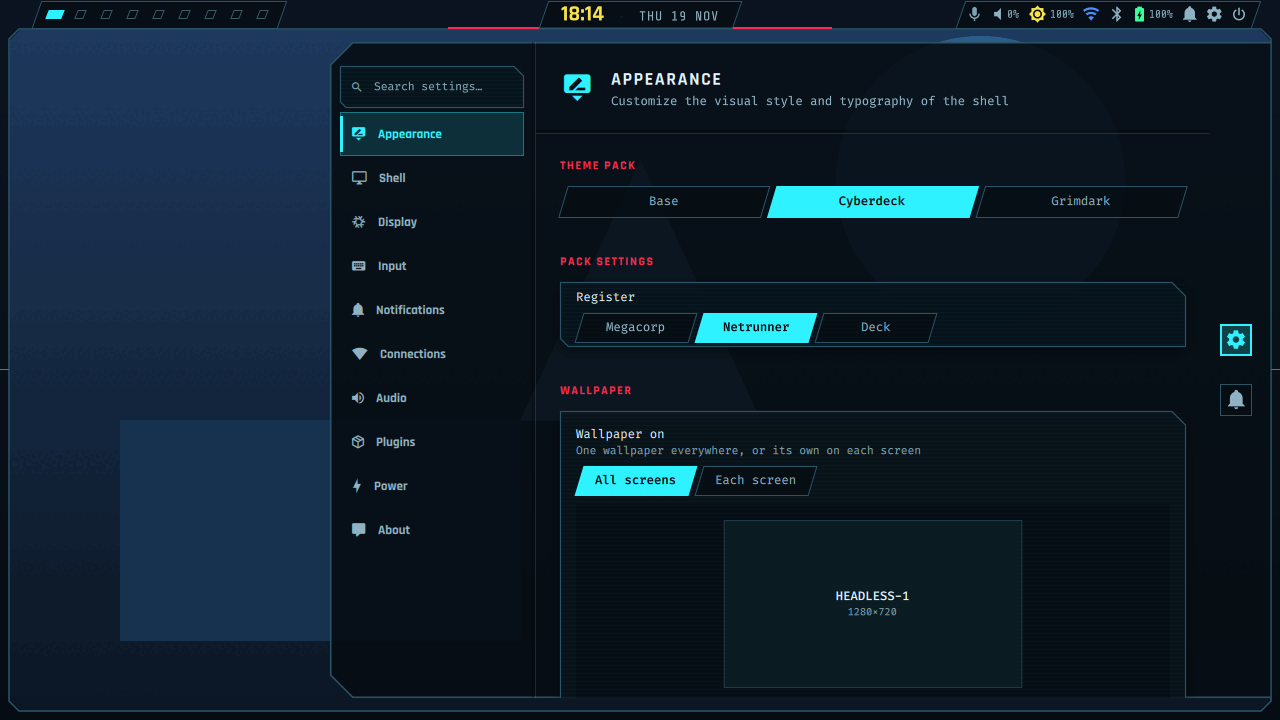 18:14
THU 19 NOV
0%
100%
100%
Search settings…
Appearance
Shell
Display
Input
Notifications
Connections
Audio
Plugins
Power
About
APPEARANCE
Customize the visual style and typography of the shell
THEME PACK
Base
Cyberdeck
Grimdark
PACK SETTINGS
Register
Megacorp
Netrunner
Deck
WALLPAPER
Wallpaper on
One wallpaper everywhere, or its own on each screen
All screens
Each screen
HEADLESS-1
1280×720